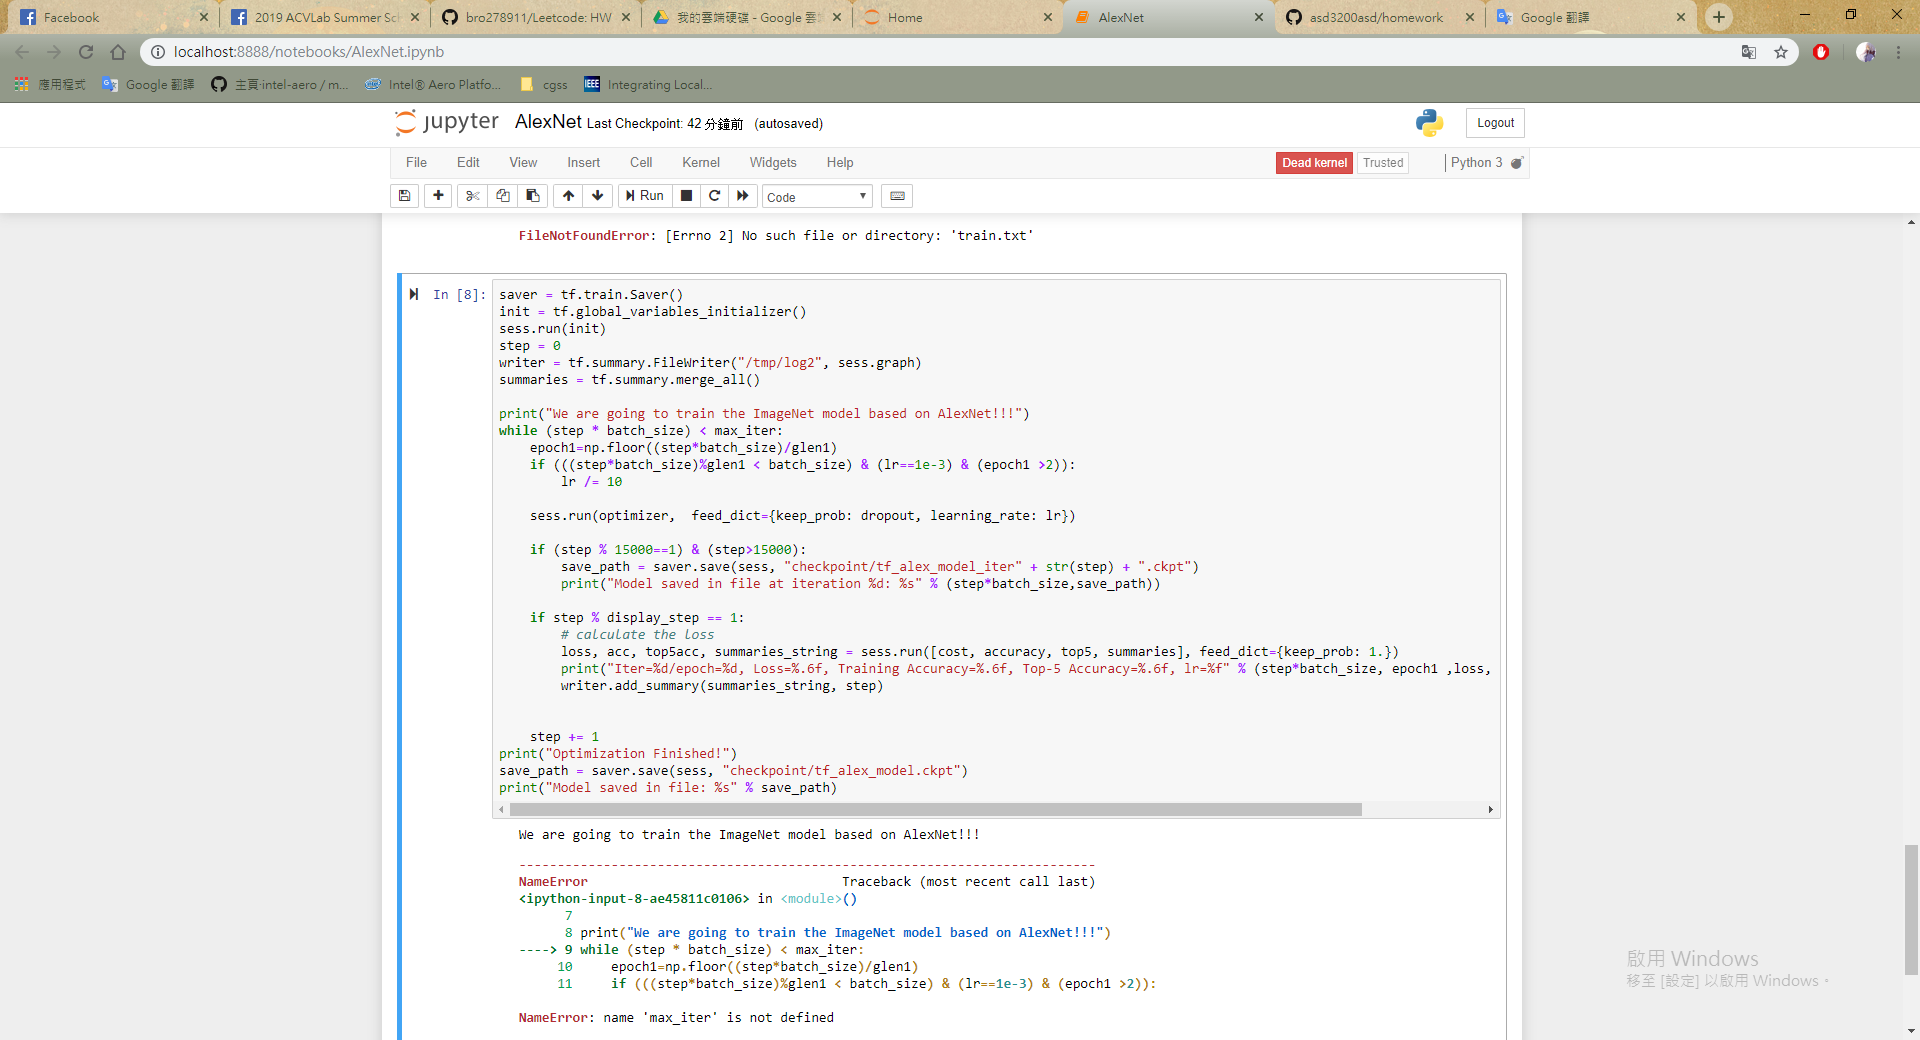 Facebook
2019 ACVLab Summer Sc
bro278911/Leetcode: HW
我的雲端硬碟 - Google 雲
Home
AlexNet
asd3200asd/homework
Google 翻譯
localhost:8888/notebooks/AlexNet.ipynb
應用程式
Google 翻譯
主頁·intel-aero / m...
Intel® Aero Platfo...
cgss
IEEE
Integrating Local...
jupyter AlexNet Last Checkpoint: 42 分鐘前 (autosaved)
Logout
File Edit View Insert Cell Kernel Widgets Help
Dead kernel Trusted Python 3
Run Code
FileNotFoundError: [Errno 2] No such file or directory: 'train.txt'
In [8]:
saver = tf.train.Saver()
init = tf.global_variables_initializer()
sess.run(init)
step = 0
writer = tf.summary.FileWriter("/tmp/log2", sess.graph)
summaries = tf.summary.merge_all()
print("We are going to train the ImageNet model based on AlexNet!!!")
while (step * batch_size) < max_iter:
epoch1=np.floor((step*batch_size)/glen1)
if (((step*batch_size)%glen1 < batch_size) & (lr==1e-3) & (epoch1 >2)):
lr /= 10
sess.run(optimizer,  feed_dict={keep_prob: dropout, learning_rate: lr})
if (step % 15000==1) & (step>15000):
save_path = saver.save(sess, "checkpoint/tf_alex_model_iter" + str(step) + ".ckpt")
print("Model saved in file at iteration %d: %s" % (step*batch_size,save_path))
if step % display_step == 1:
# calculate the loss
loss, acc, top5acc, summaries_string = sess.run([cost, accuracy, top5, summaries], feed_dict={keep_prob: 1.})
print("Iter=%d/epoch=%d, Loss=%.6f, Training Accuracy=%.6f, Top-5 Accuracy=%.6f, lr=%f" % (step*batch_size, epoch1 ,loss,
writer.add_summary(summaries_string, step)
step += 1
print("Optimization Finished!")
save_path = saver.save(sess, "checkpoint/tf_alex_model.ckpt")
print("Model saved in file: %s" % save_path)
We are going to train the ImageNet model based on AlexNet!!!
---------------------------------------------------------------------------
NameError                                 Traceback (most recent call last)
<ipython-input-8-ae45811c0106> in <module>()
7
8 print("We are going to train the ImageNet model based on AlexNet!!!")
----> 9 while (step * batch_size) < max_iter:
10     epoch1=np.floor((step*batch_size)/glen1)
11     if (((step*batch_size)%glen1 < batch_size) & (lr==1e-3) & (epoch1 >2)):
NameError: name 'max_iter' is not defined
啟用 Windows
移至 [設定] 以啟用 Windows。